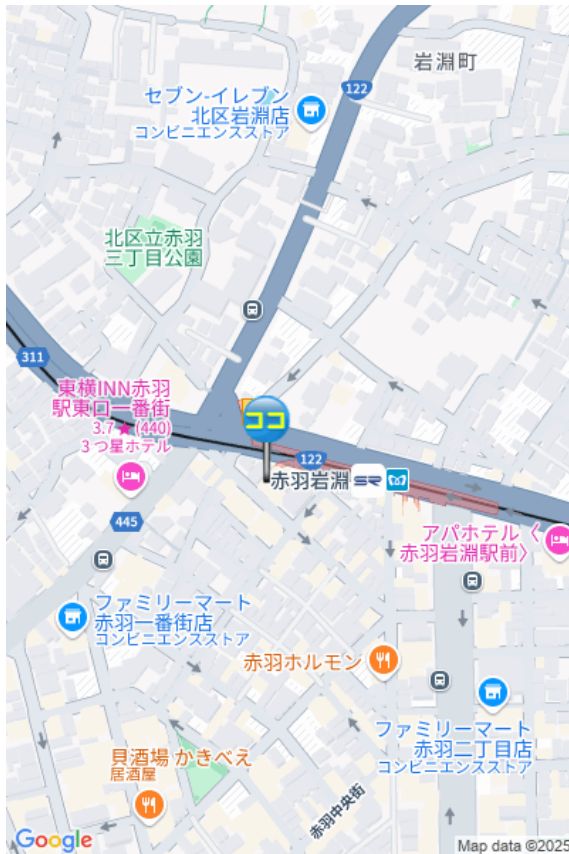 岩淵町
122
セブン-イレブン
北区岩淵店
コンビニエンスストア
北区立赤羽
三丁目公園
311
東横INN赤羽
駅東口一番街
3.7 ★ (440)
3 つ星ホテル
ココ
122
赤羽岩淵
SR
445
アパホテル〈
赤羽岩淵駅前〉
ファミリーマート
赤羽一番街店
コンビニエンスストア
赤羽ホルモン
ファミリーマート
赤羽二丁目店
コンビニエンスストア
貝酒場 かきべえ
居酒屋
赤羽中央街
Google
Map data ©2025